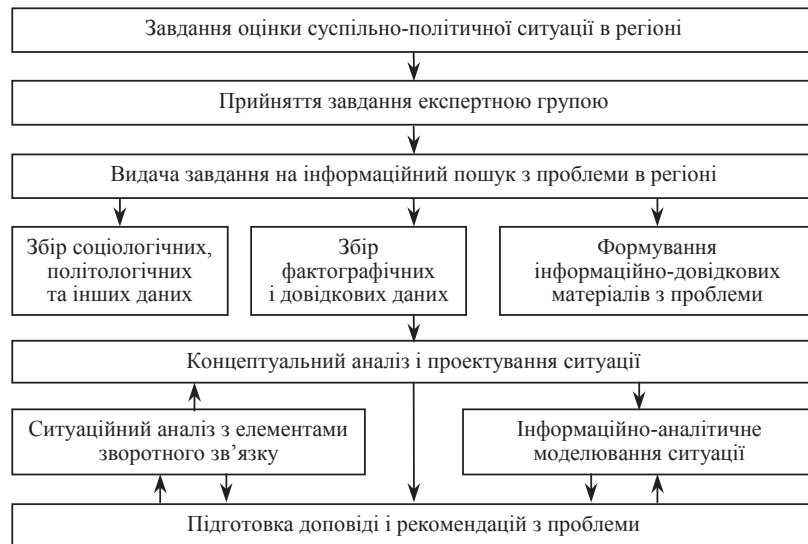 Завдання оцінки суспільно-політичної ситуації в регіоні
Прийняття завдання експертною групою
Видача завдання на інформаційний пошук з проблеми в регіоні
Збір соціологічних,
політологічних
та інших даних
Збір
фактографічних
і довідкових даних
Формування
інформаційно-довідкових
матеріалів з проблеми
Концептуальний аналіз і проектування ситуації
Ситуаційний аналіз з елементами
зворотного зв’язку
Інформаційно-аналітичне
моделювання ситуації
Підготовка доповіді і рекомендацій з проблеми